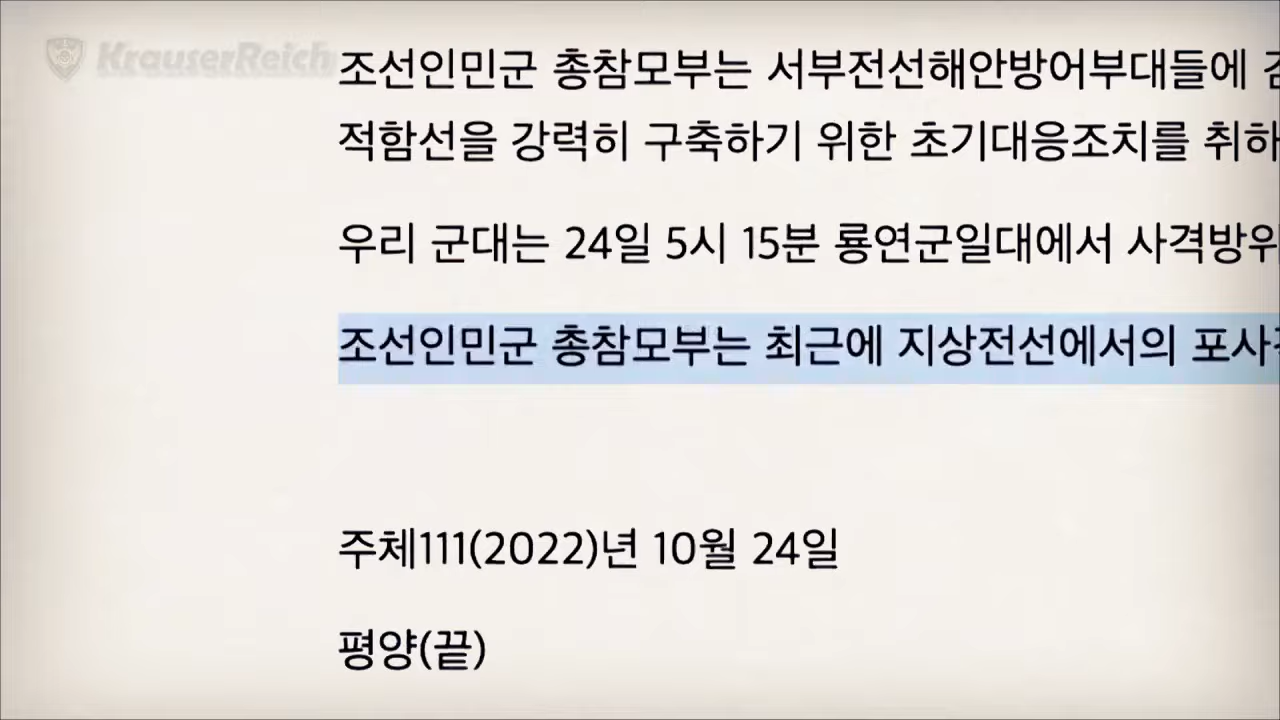 KrauserReich
조선인민군 총참모부는 서부전선해안방어부대들에
적함선을 강력히 구축하기 위한 초기대응조치를 취하
우리 군대는 24일 5시 15분 룡연군일대에서 사격방위
조선인민군 총참모부는 최근에 지상전선에서의 포사
주체111(2022)년 10월 24일
평양(끝)